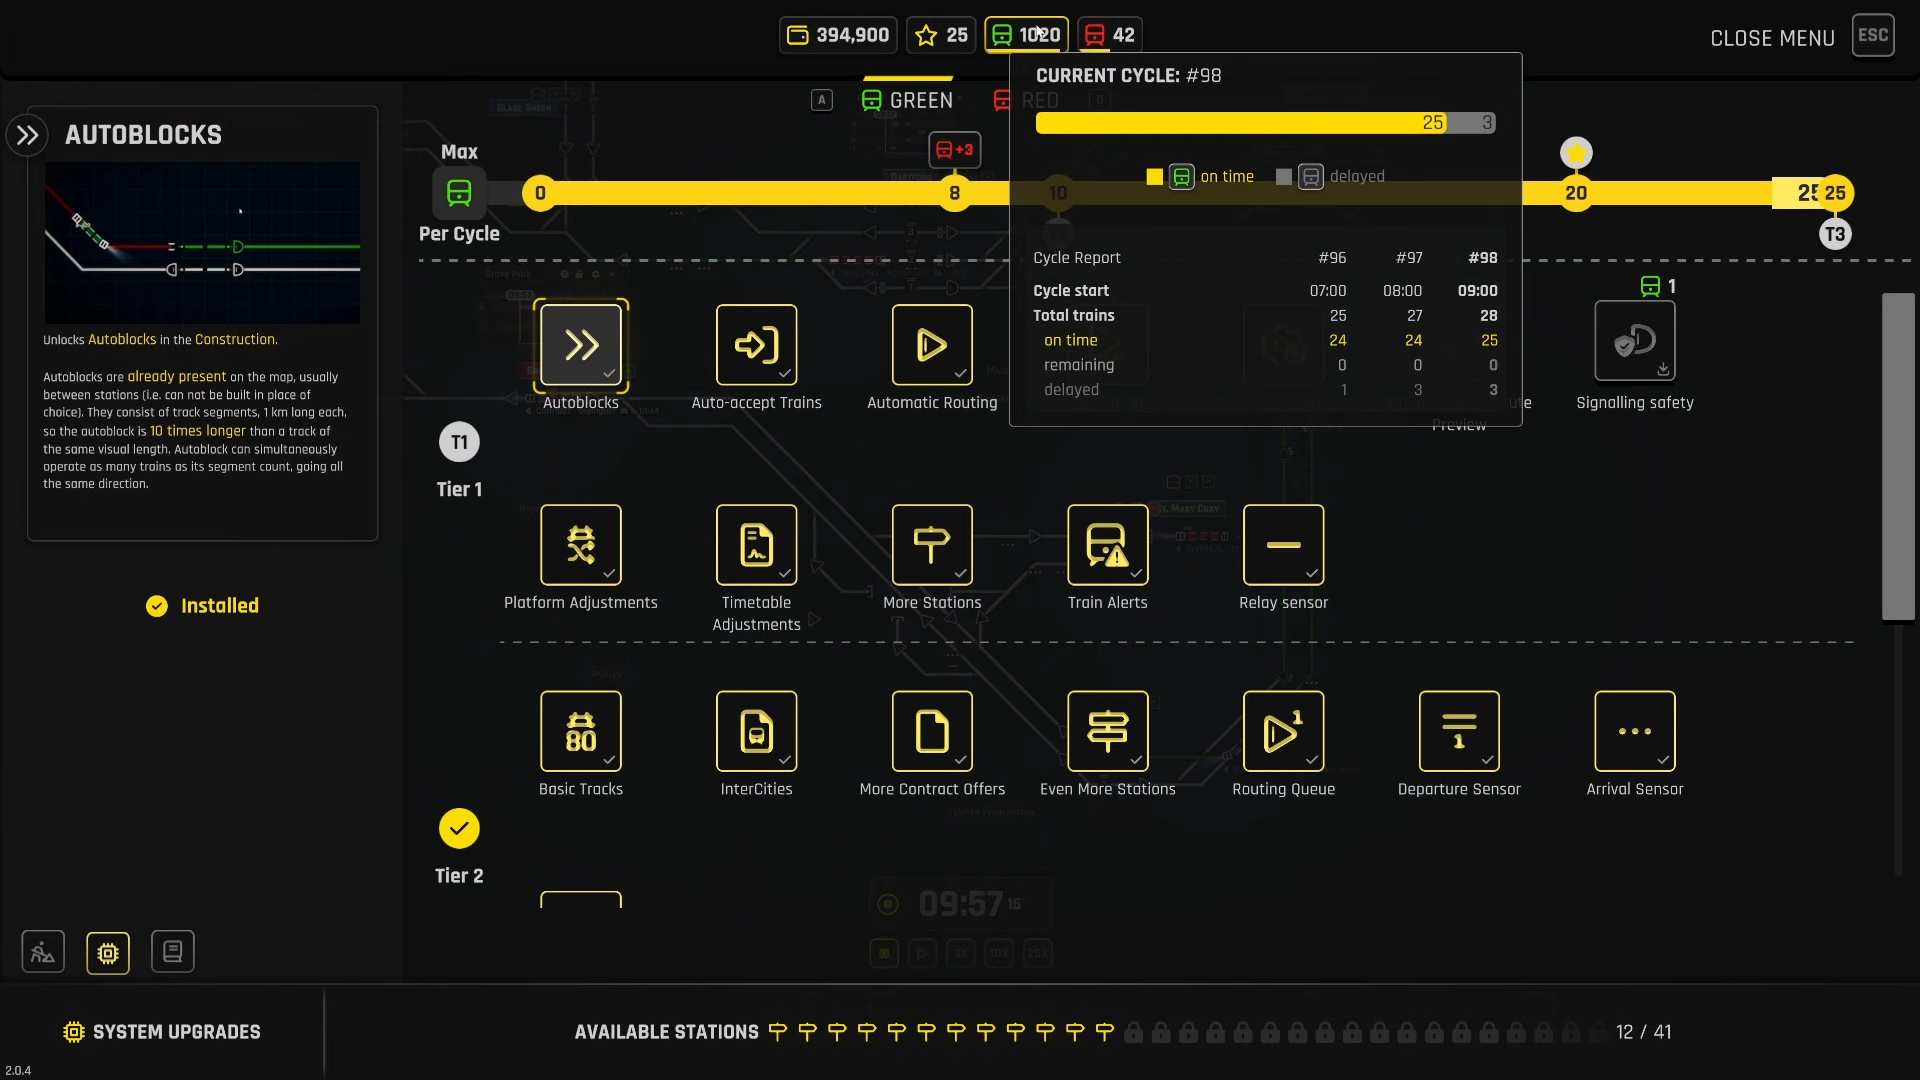 394,900
25
1020
42
CLOSE MENU
ESC
CURRENT CYCLE: #98
25
3
on time
delayed
Cycle Report #96 #97 #98
Cycle start 07:00 08:00 09:00
Total trains 25 27 28
on time 24 24 25
remaining 0 0 0
delayed 1 3 3
A
GREEN
RED
AUTOBLOCKS
Unlocks Autoblocks in the Construction.
Autoblocks are already present on the map, usually
between stations (i.e. can not be built in place of
choice). They consist of track segments, 1 km long each,
so the autoblock is 10 times longer than a track of
the same visual length. Autoblock can simultaneously
operate as many trains as its segment count, going all
the same direction.
Installed
Max
Per Cycle
+3
0
8
10
20
25
T3
1
Autoblocks
Auto-accept Trains
Automatic Routing
Preview
Signalling safety
T1
Tier 1
Platform Adjustments
Timetable
Adjustments
More Stations
Train Alerts
Relay sensor
80
Basic Tracks
InterCities
More Contract Offers
Even More Stations
1
Routing Queue
1
Departure Sensor
Arrival Sensor
Tier 2
09:57 15
SYSTEM UPGRADES
AVAILABLE STATIONS
12 / 41
2.0.4